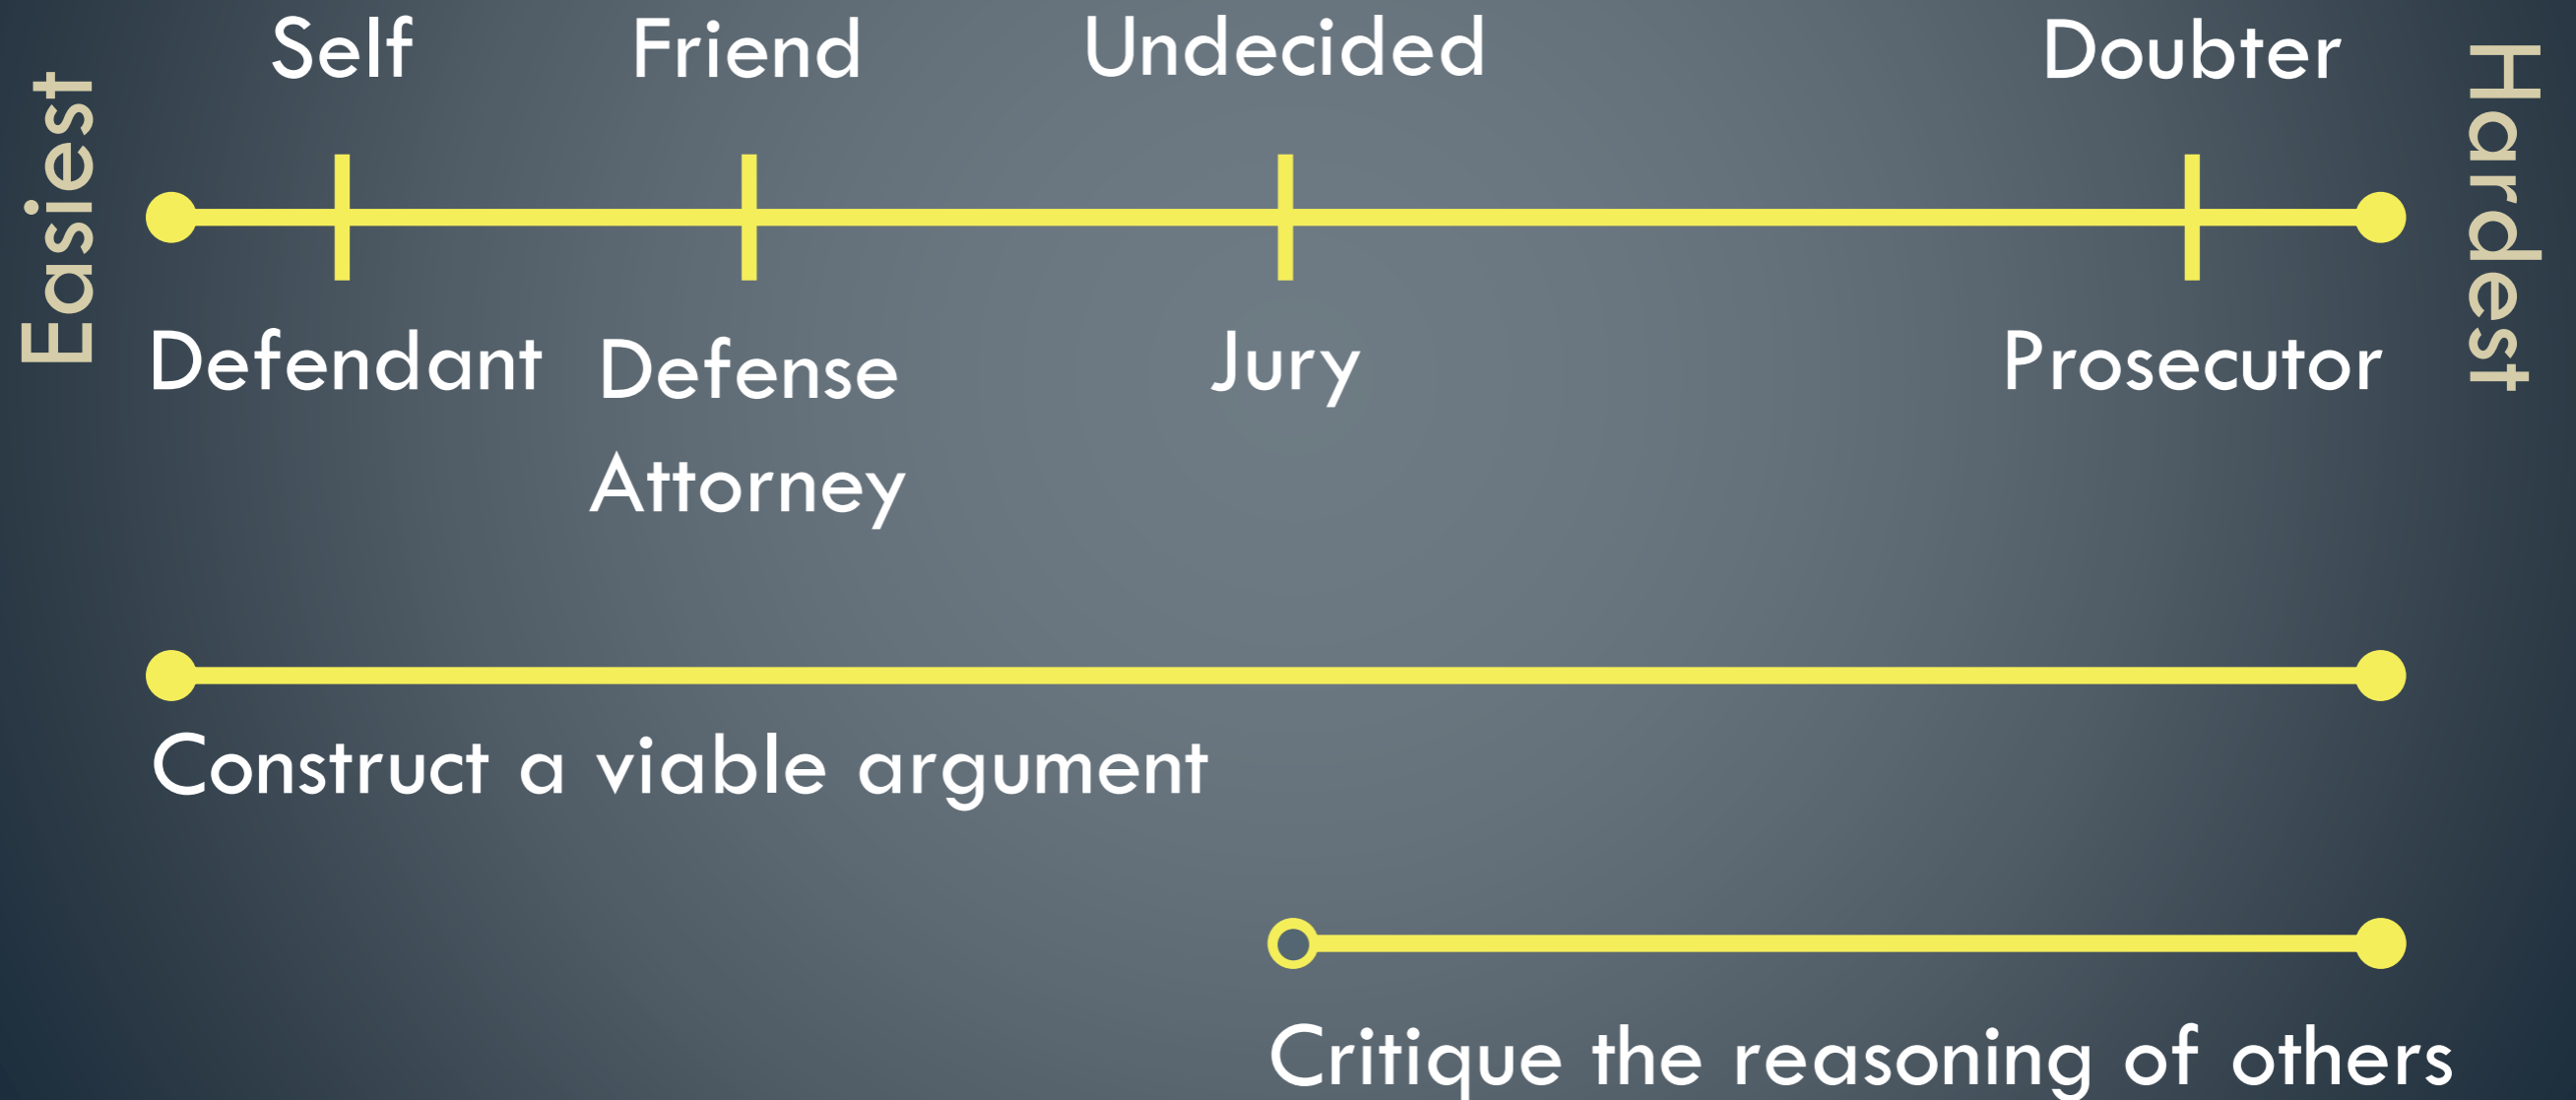 Easiest
Self
Friend
Undecided
Doubter
Hardest
Defendant
Defense
Attorney
Jury
Prosecutor
Construct a viable argument
Critique the reasoning of others